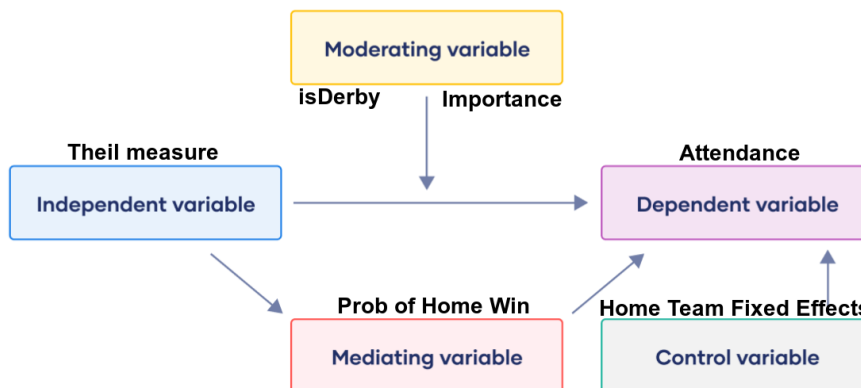 Moderating variable
isDerby Importance
Theil measure
Attendance
Independent variable
Dependent variable
Prob of Home Win
Home Team Fixed Effects
Mediating variable
Control variable